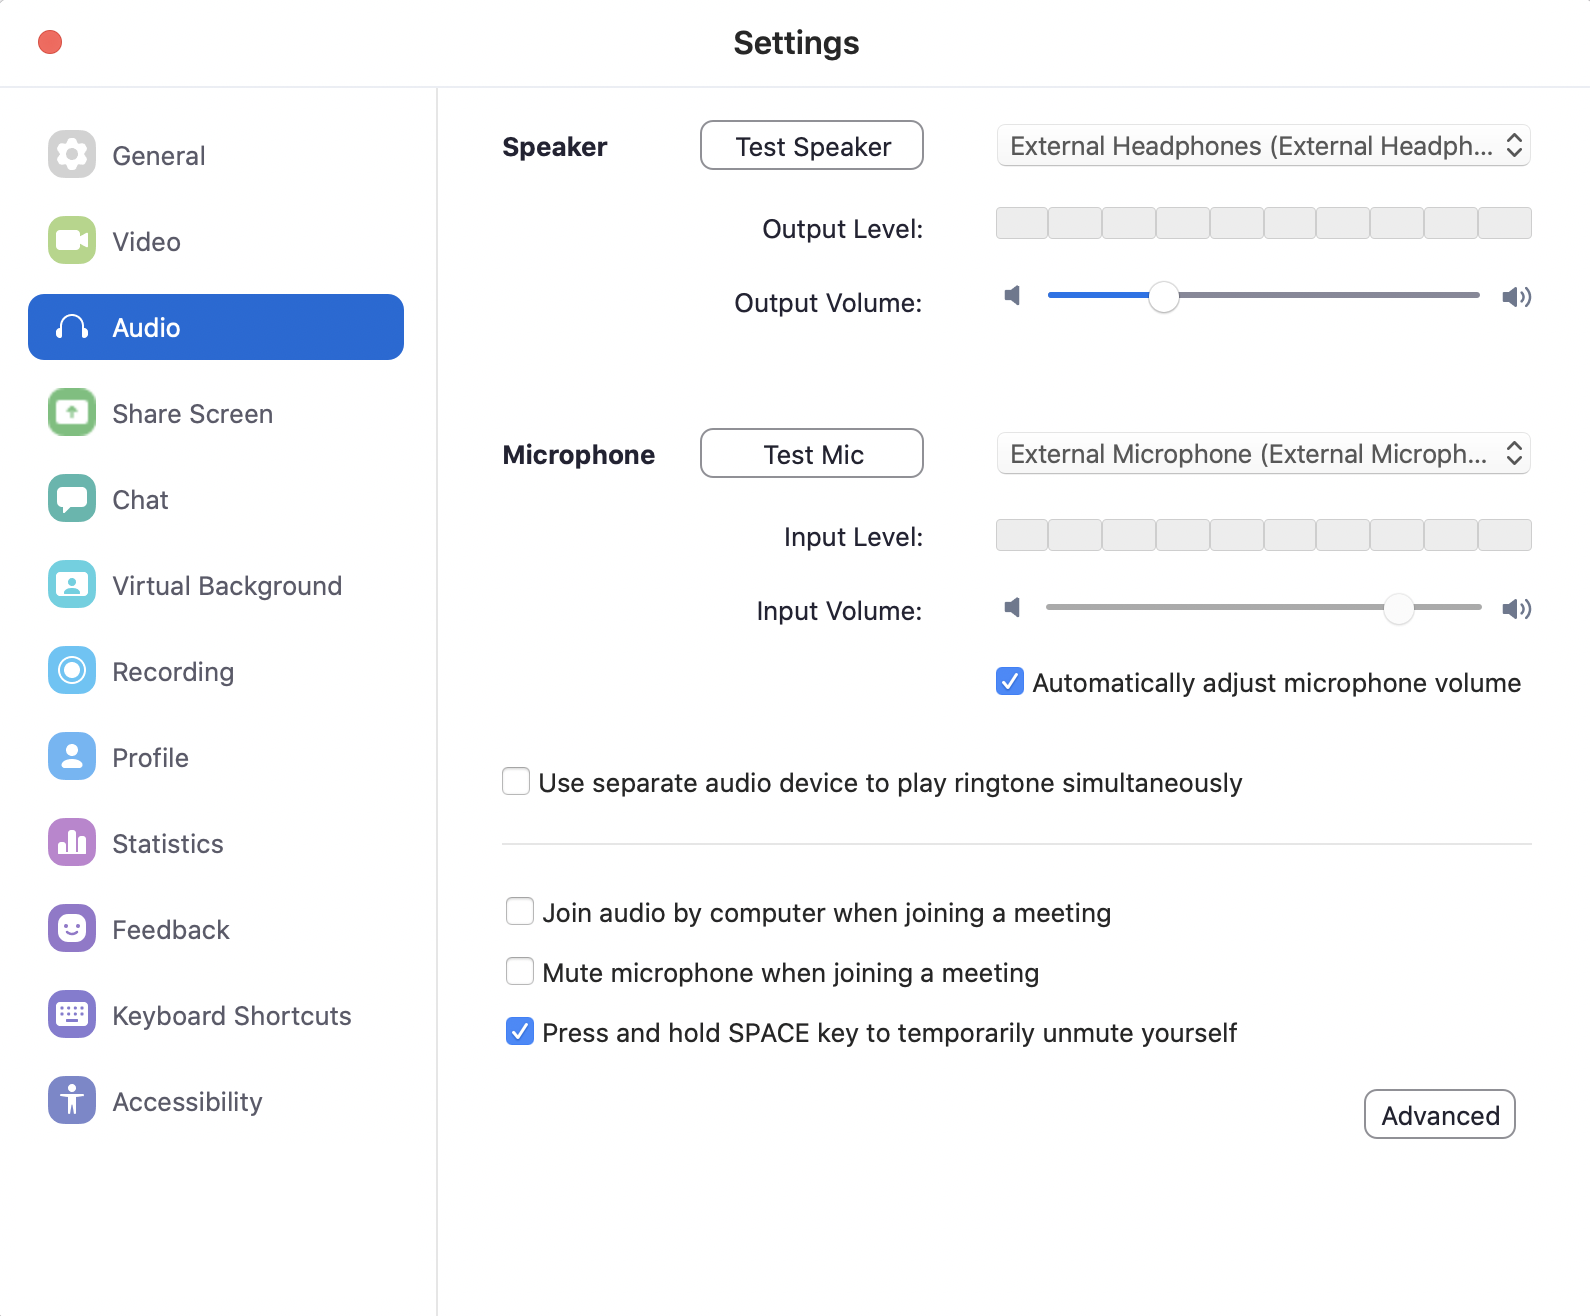 Settings
General
Video
Audio
Share Screen
Chat
Virtual Background
Recording
Profile
Statistics
Feedback
Keyboard Shortcuts
Accessibility
Speaker
Test Speaker
External Headphones (External Headph...
Output Level:
Output Volume:
Microphone
Test Mic
External Microphone (External Microph...
Input Level:
Input Volume:
Automatically adjust microphone volume
Use separate audio device to play ringtone simultaneously
Join audio by computer when joining a meeting
Mute microphone when joining a meeting
Press and hold SPACE key to temporarily unmute yourself
Advanced